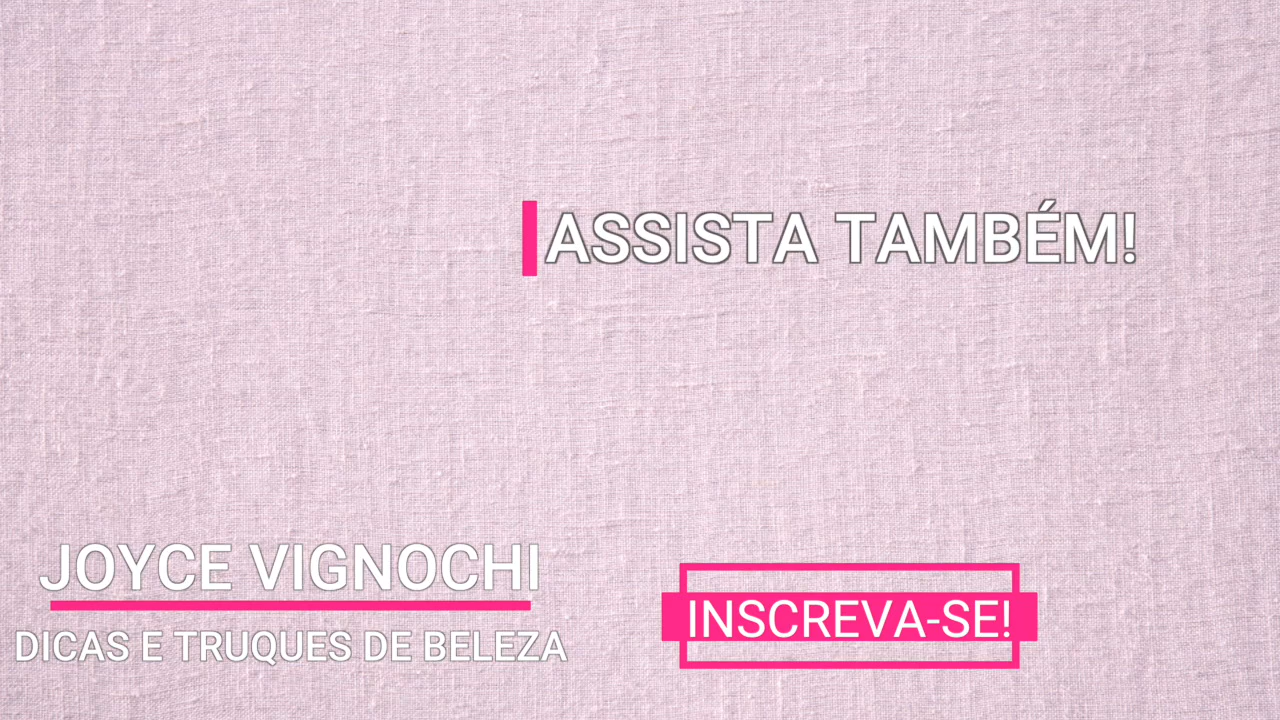 ASSISTA TAMBÉM!
JOYCE VIGNOCHI
DICAS E TRUQUES DE BELEZA
INSCREVA-SE!